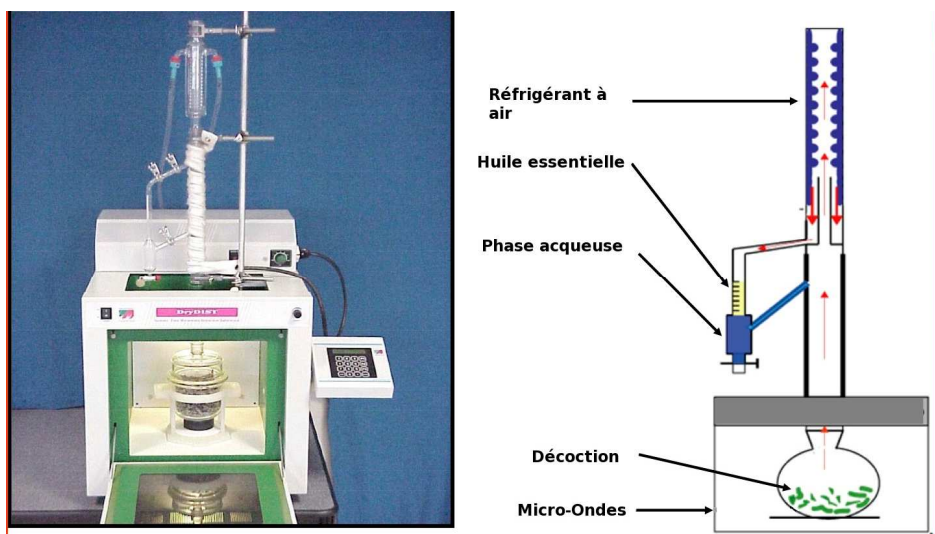 Réfrigérant à
air
Huile essentielle
Phase acqueuse
DryDIST
Décoction
Micro-Ondes